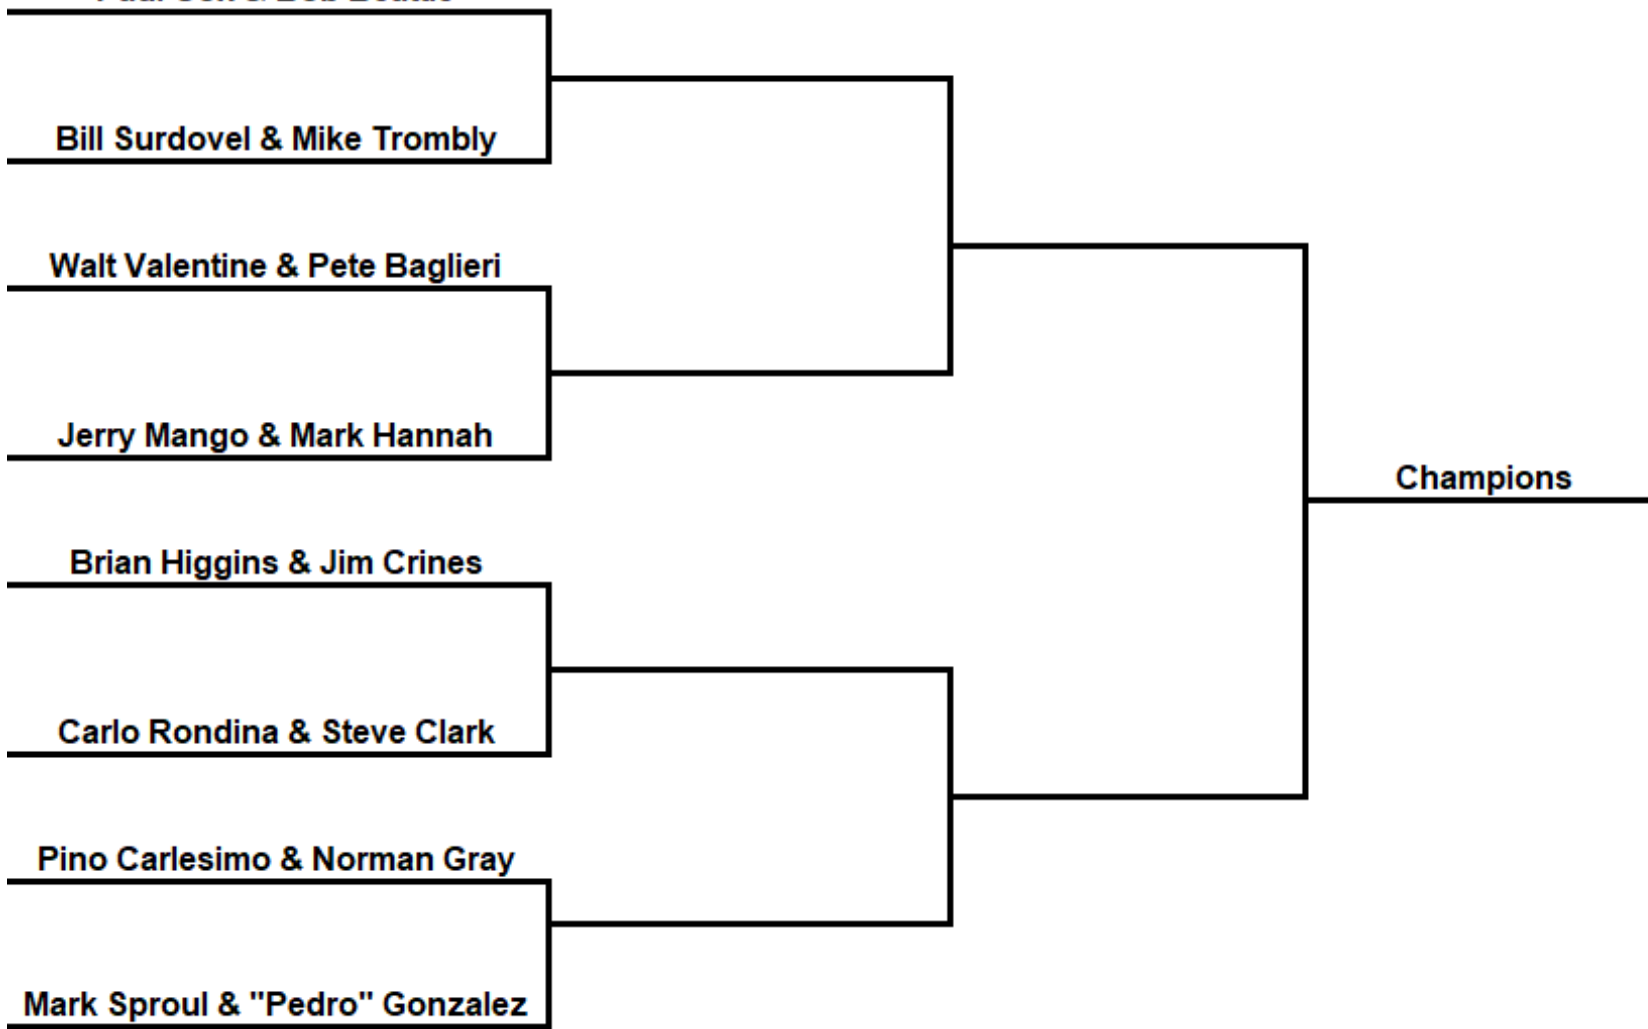 Bill Surdovel & Mike Trombly
Walt Valentine & Pete Baglieri
Jerry Mango & Mark Hannah
Champions
Brian Higgins & Jim Crines
Carlo Rondina & Steve Clark
Pino Carlesimo & Norman Gray
Mark Sproul & "Pedro" Gonzalez